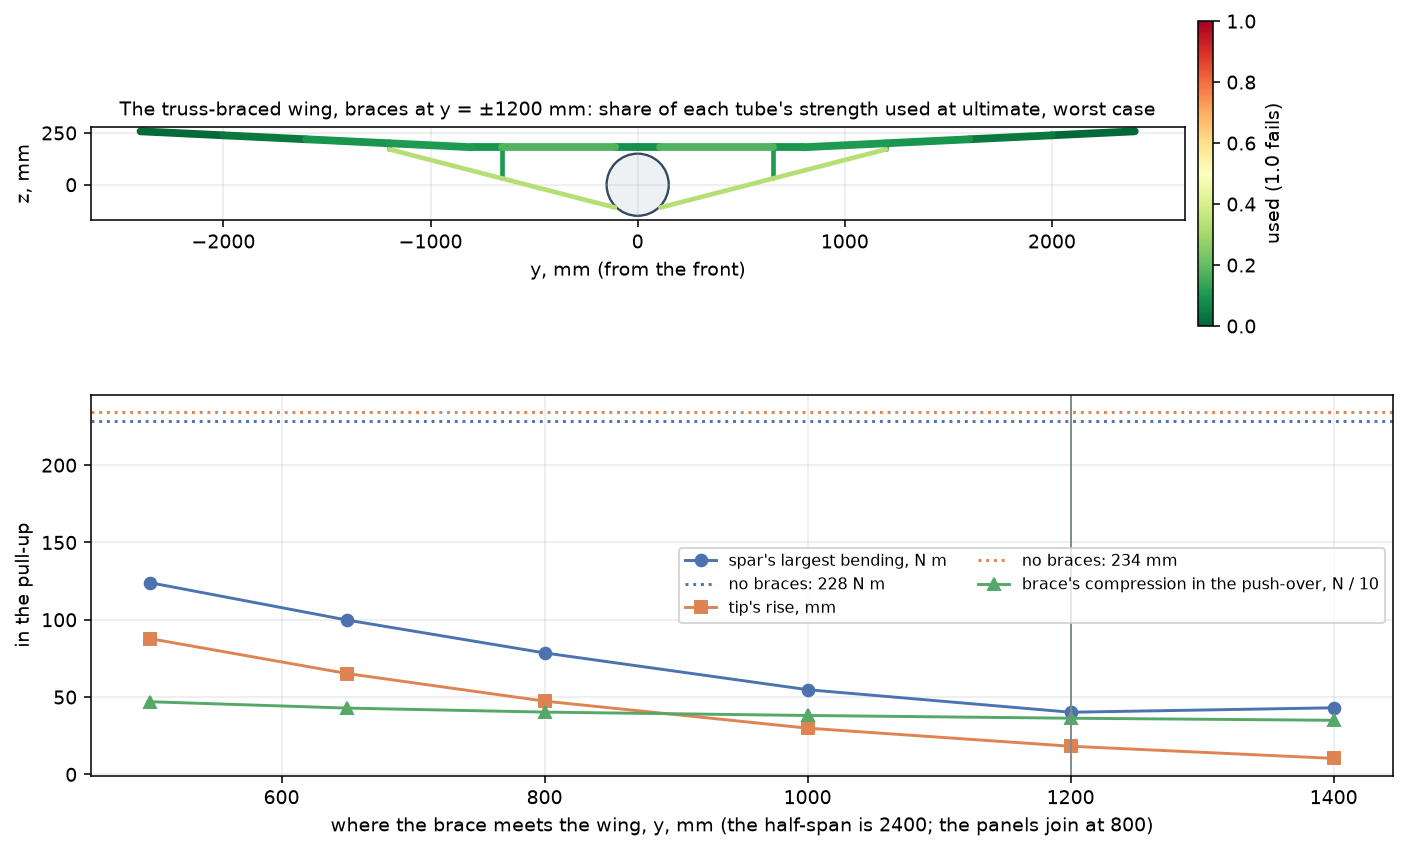 The truss-braced wing, braces at y = ±1200 mm: share of each tube's strength used at ultimate, worst case
250
0
z, mm
−2000
−1000
0
1000
2000
y, mm (from the front)
1.0
0.8
0.6
0.4
0.2
0.0
used (1.0 fails)
200
150
100
50
0
in the pull-up
spar's largest bending, N m
no braces: 228 N m
tip's rise, mm
no braces: 234 mm
brace's compression in the push-over, N / 10
600
800
1000
1200
1400
where the brace meets the wing, y, mm (the half-span is 2400; the panels join at 800)